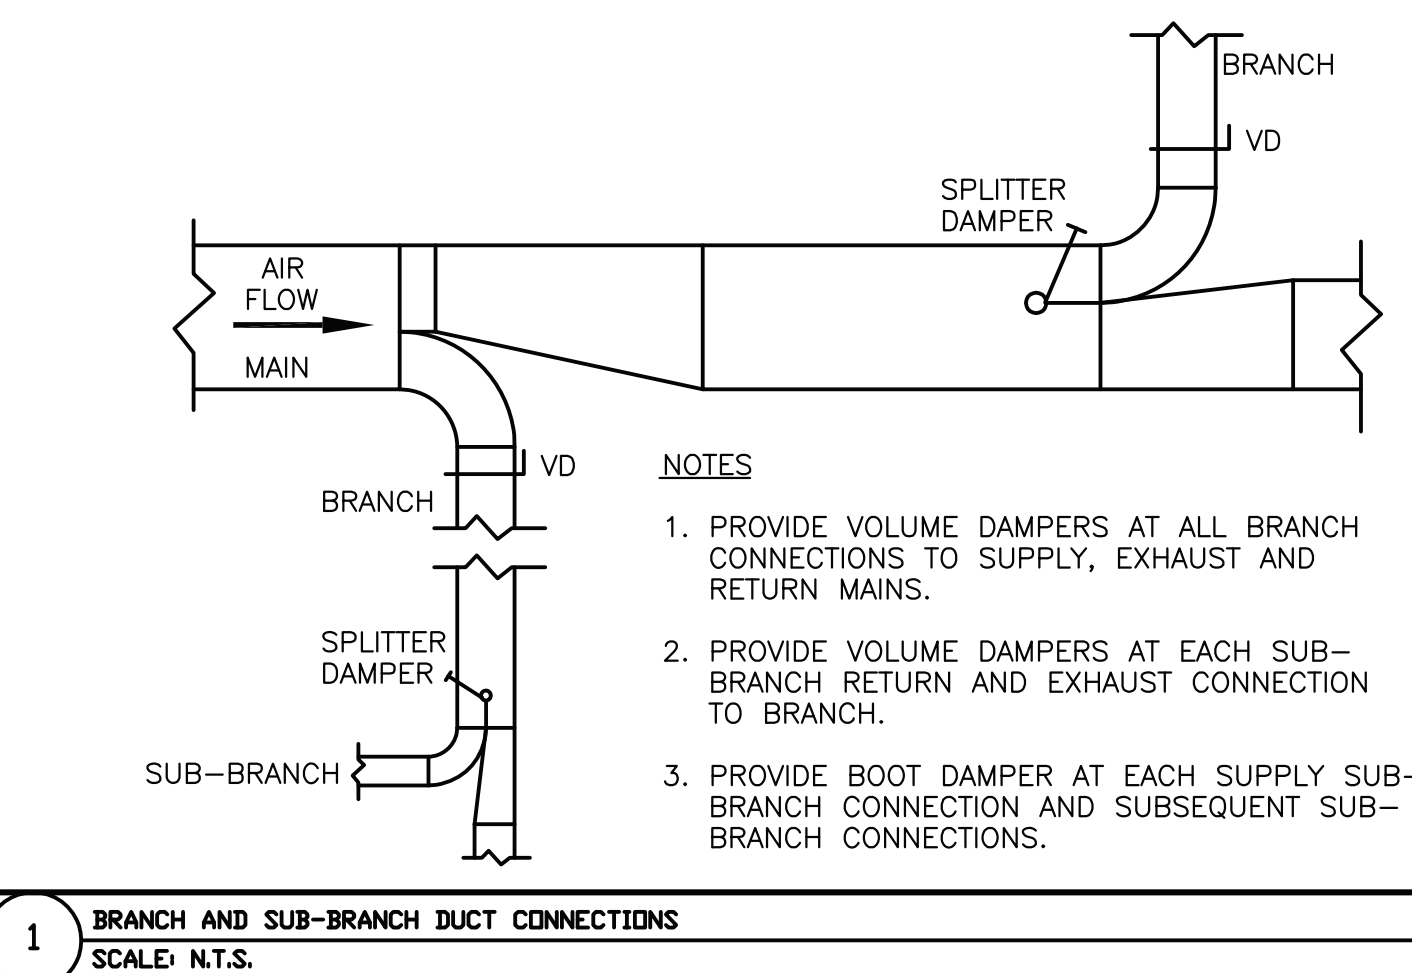 BRANCH
VD
SPLITTER
DAMPER
AIR
FLOW
MAIN
VD
BRANCH
SPLITTER
DAMPER
SUB-BRANCH
NOTES
1. PROVIDE VOLUME DAMPERS AT ALL BRANCH
CONNECTIONS TO SUPPLY, EXHAUST AND
RETURN MAINS.
2. PROVIDE VOLUME DAMPERS AT EACH SUB-
BRANCH RETURN AND EXHAUST CONNECTION
TO BRANCH.
3. PROVIDE BOOT DAMPER AT EACH SUPPLY SUB-
BRANCH CONNECTION AND SUBSEQUENT SUB-
BRANCH CONNECTIONS.
1
BRANCH AND SUB-BRANCH DUCT CONNECTIONS
SCALE: N.T.S.